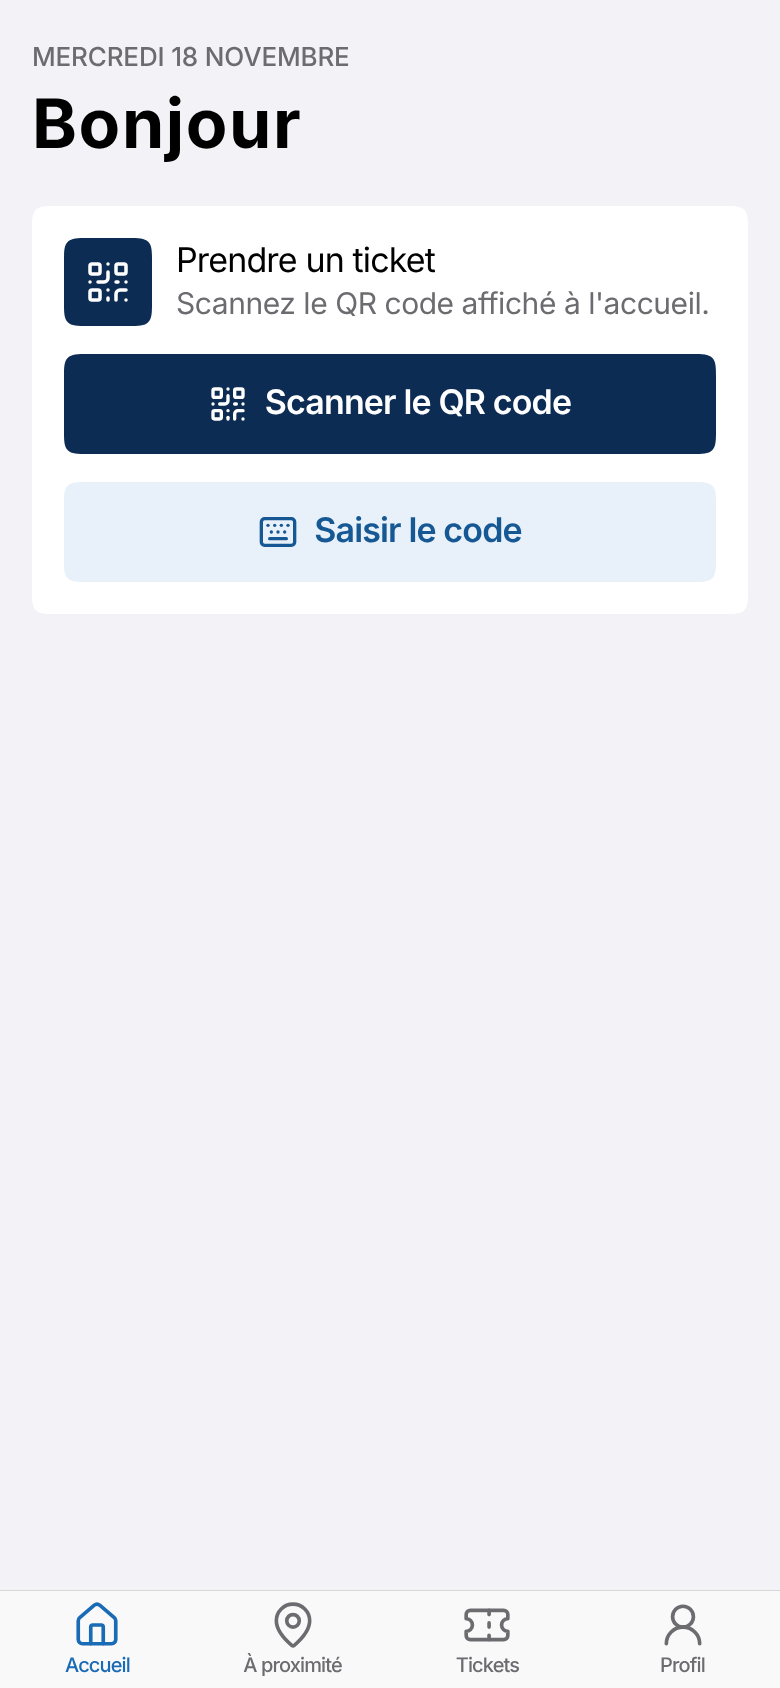 MERCREDI 18 NOVEMBRE
Bonjour
Prendre un ticket
Scannez le QR code affiché à l'accueil.
Scanner le QR code
Saisir le code
Accueil
À proximité
Tickets
Profil